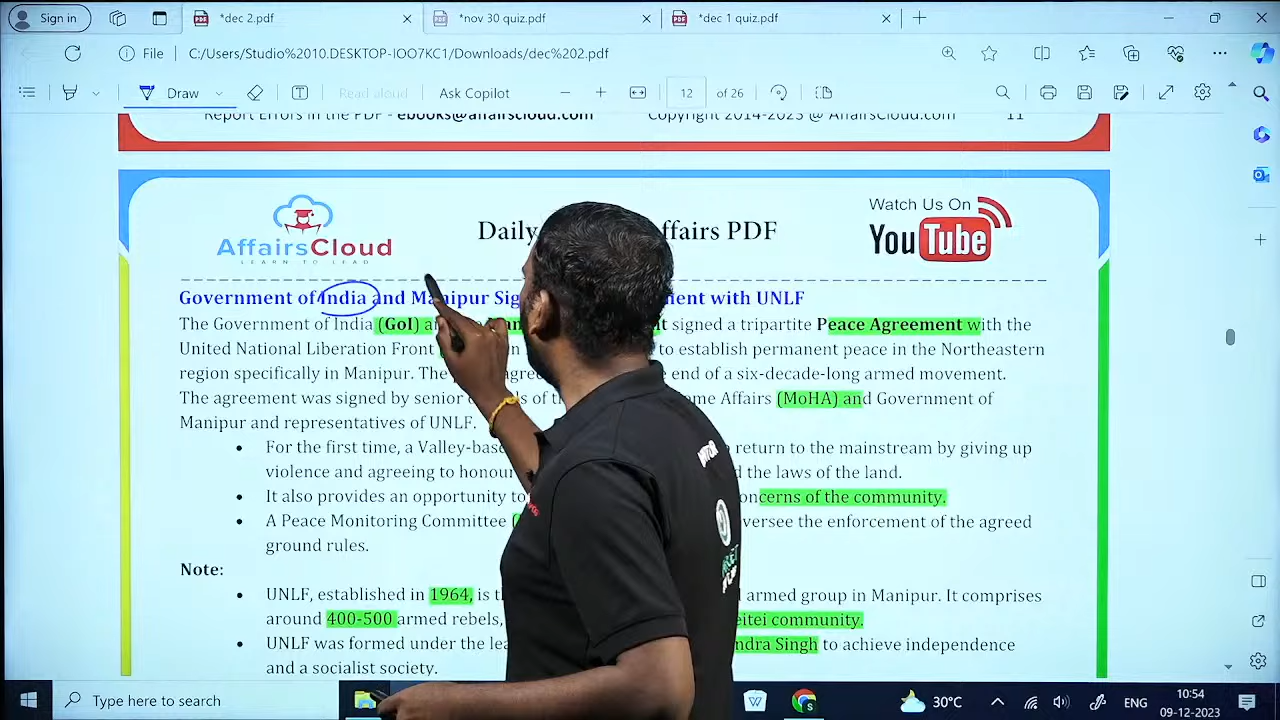 Sign in
*dec 2.pdf
*nov 30 quiz.pdf
*dec 1 quiz.pdf
File
C:/Users/Studio%2010.DESKTOP-IOO7KC1/Downloads/dec%202.pdf
Draw
Read aloud
Ask Copilot
12
of 26
Report Errors in the PDF - ebooks@affairscloud.com Copyright 2014-2023 @ AffairsCloud.com 11
AffairsCloud
LEARN TO LEAD
Daily ffairs PDF
Watch Us On
YouTube
Government of India and Manipur Sig ment with UNLF
The Government of India (GoI) a t signed a tripartite Peace Agreement with the
United National Liberation Front to establish permanent peace in the Northeastern
region specifically in Manipur. The end of a six-decade-long armed movement.
The agreement was signed by senior of ome Affairs (MoHA) and Government of
Manipur and representatives of UNLF.
• For the first time, a Valley-base return to the mainstream by giving up
violence and agreeing to honour d the laws of the land.
• It also provides an opportunity to oncerns of the community.
• A Peace Monitoring Committee ( versee the enforcement of the agreed
ground rules.
Note:
• UNLF, established in 1964, is t armed group in Manipur. It comprises
around 400-500 armed rebels, eitei community.
• UNLF was formed under the lea ndra Singh to achieve independence
and a socialist society.
Type here to search
30°C
ENG
10:54
09-12-2023